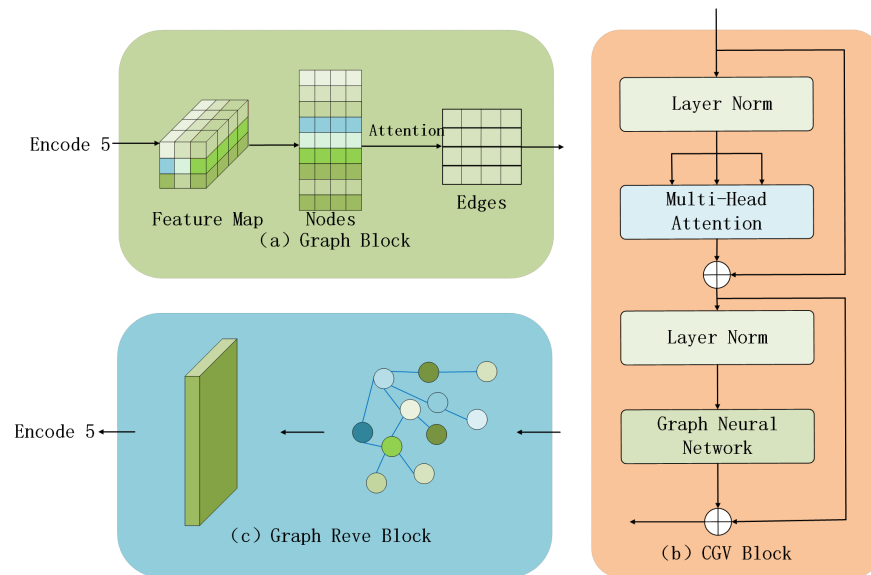 Encode 5
Feature Map
Nodes
Attention
Edges
（a）Graph Block
Layer Norm
Multi-Head
Attention
Layer Norm
Graph Neural
Network
（b）CGV Block
Encode 5
（c）Graph Reve Block